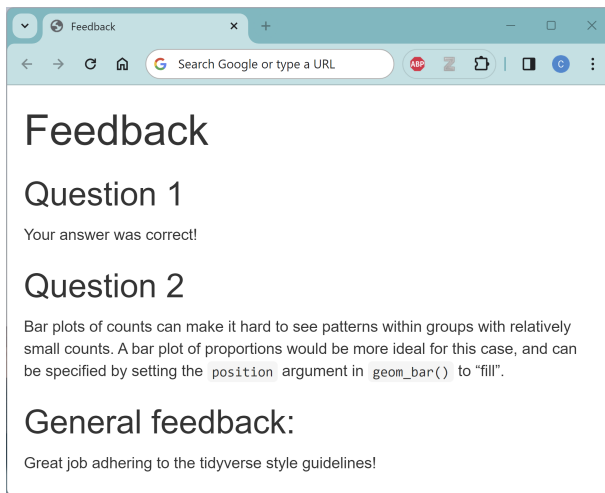 Feedback
Search Google or type a URL
ABP
Z
C
Feedback
Question 1
Your answer was correct!
Question 2
Bar plots of counts can make it hard to see patterns within groups with relatively
small counts. A bar plot of proportions would be more ideal for this case, and can
be specified by setting the position argument in geom_bar() to “fill”.
General feedback:
Great job adhering to the tidyverse style guidelines!